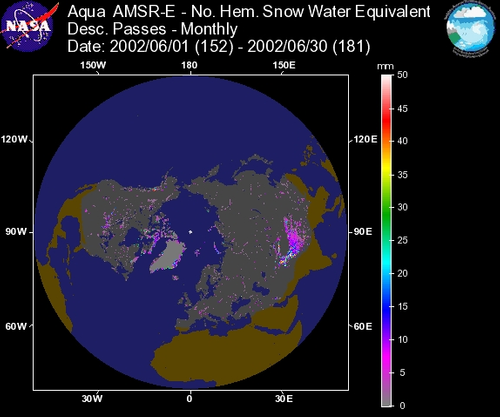 NASA
Aqua AMSR-E - No. Hem. Snow Water Equivalent
Desc. Passes - Monthly
Date: 2002/06/01 (152) - 2002/06/30 (181)
150W 180 150E
mm
50
45
120W 120E
40
35
30
25
90W 90E
20
15
10
60W 60E
5
0
30W 0 30E